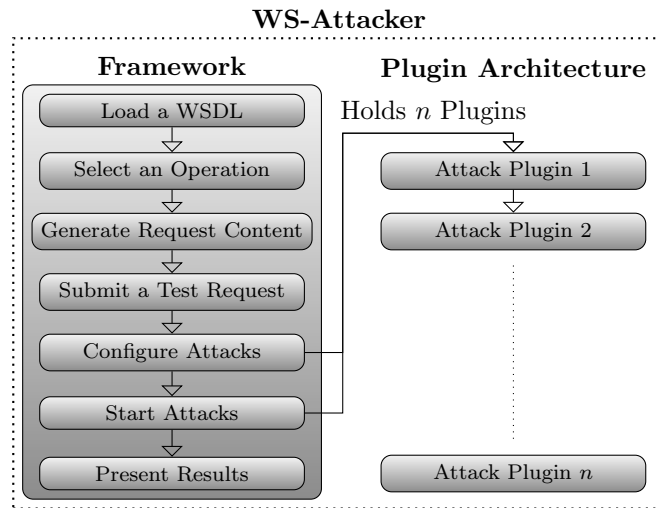 WS-Attacker
Framework
Load a WSDL
Select an Operation
Generate Request Content
Submit a Test Request
Configure Attacks
Start Attacks
Present Results
Plugin Architecture
Holds n Plugins
Attack Plugin 1
Attack Plugin 2
Attack Plugin n